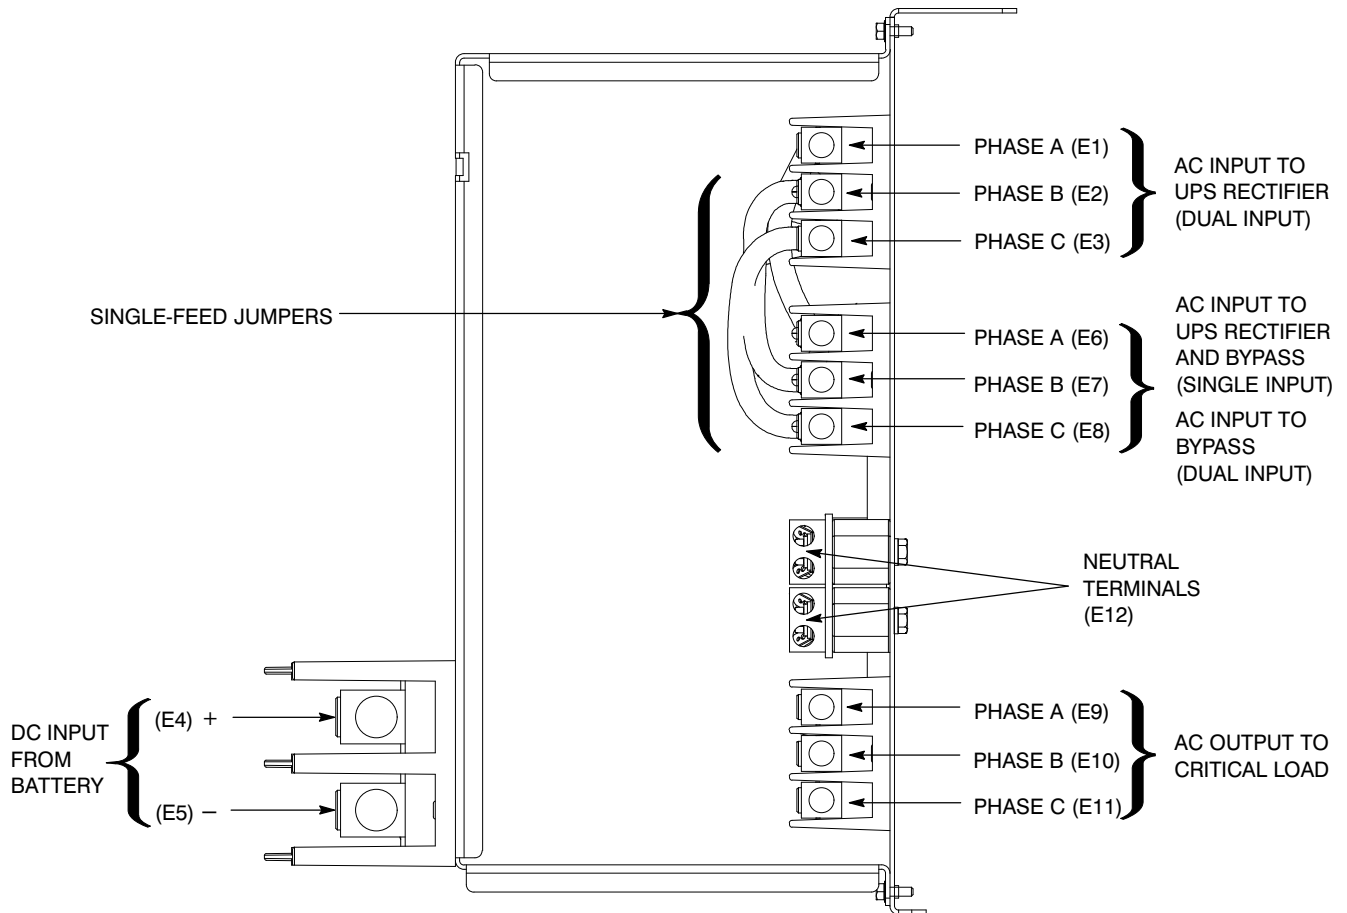 PHASE A (E1)
PHASE B (E2)
PHASE C (E3)
AC INPUT TO
UPS RECTIFIER
(DUAL INPUT)
SINGLE-FEED JUMPERS
PHASE A (E6)
PHASE B (E7)
PHASE C (E8)
AC INPUT TO
UPS RECTIFIER
AND BYPASS
(SINGLE INPUT)
AC INPUT TO
BYPASS
(DUAL INPUT)
NEUTRAL
TERMINALS
(E12)
DC INPUT
FROM
BATTERY
(E4) +
(E5) −
PHASE A (E9)
PHASE B (E10)
PHASE C (E11)
AC OUTPUT TO
CRITICAL LOAD